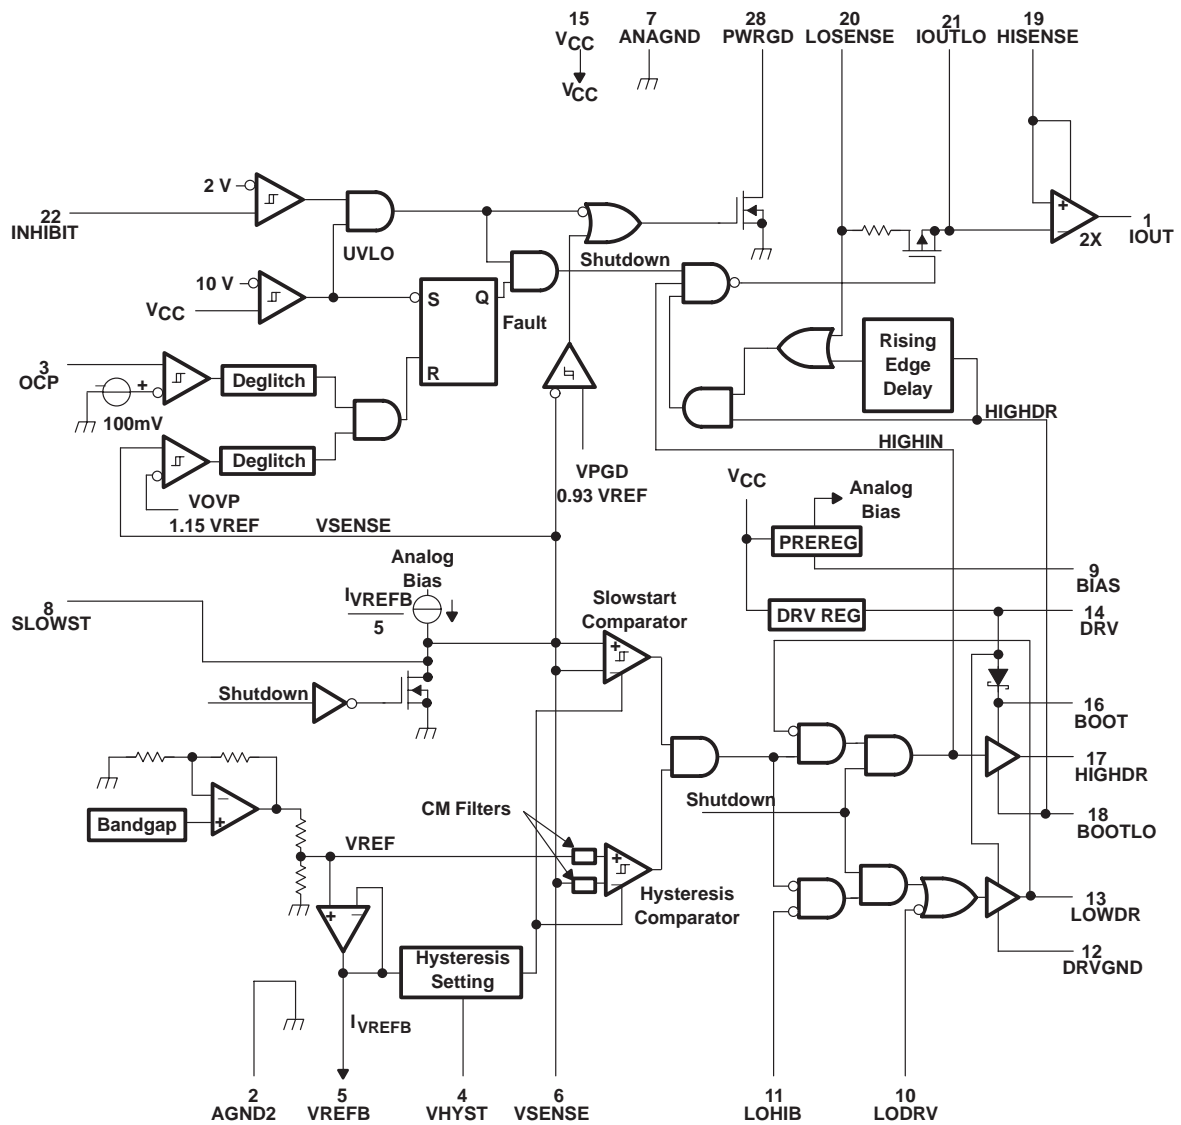 15
VCC
VCC
7
ANAGND
28
PWRGD
20
LOSENSE
21
IOUTLO
19
HISENSE
2 V
22
INHIBIT
UVLO
10 V
VCC
Shutdown
S
Q
R
Fault
+
–
2X
1
IOUT
3
OCP
+
100mV
Deglitch
Deglitch
Rising
Edge
Delay
HIGHDR
HIGHIN
VOVP
1.15 VREF
VSENSE
VPGD
0.93 VREF
VCC
Analog
Bias
PREREG
9
BIAS
DRV REG
14
DRV
Analog
Bias
IVREFB
5
8
SLOWST
Slowstart
Comparator
+
–
Shutdown
16
BOOT
17
HIGHDR
18
BOOTLO
Shutdown
Bandgap
–
+
CM Filters
VREF
+
–
Hysteresis
Comparator
+
–
Hysteresis
Setting
IVREFB
13
LOWDR
12
DRVGND
2
AGND2
5
VREFB
4
VHYST
6
VSENSE
11
LOHIB
10
LODRV